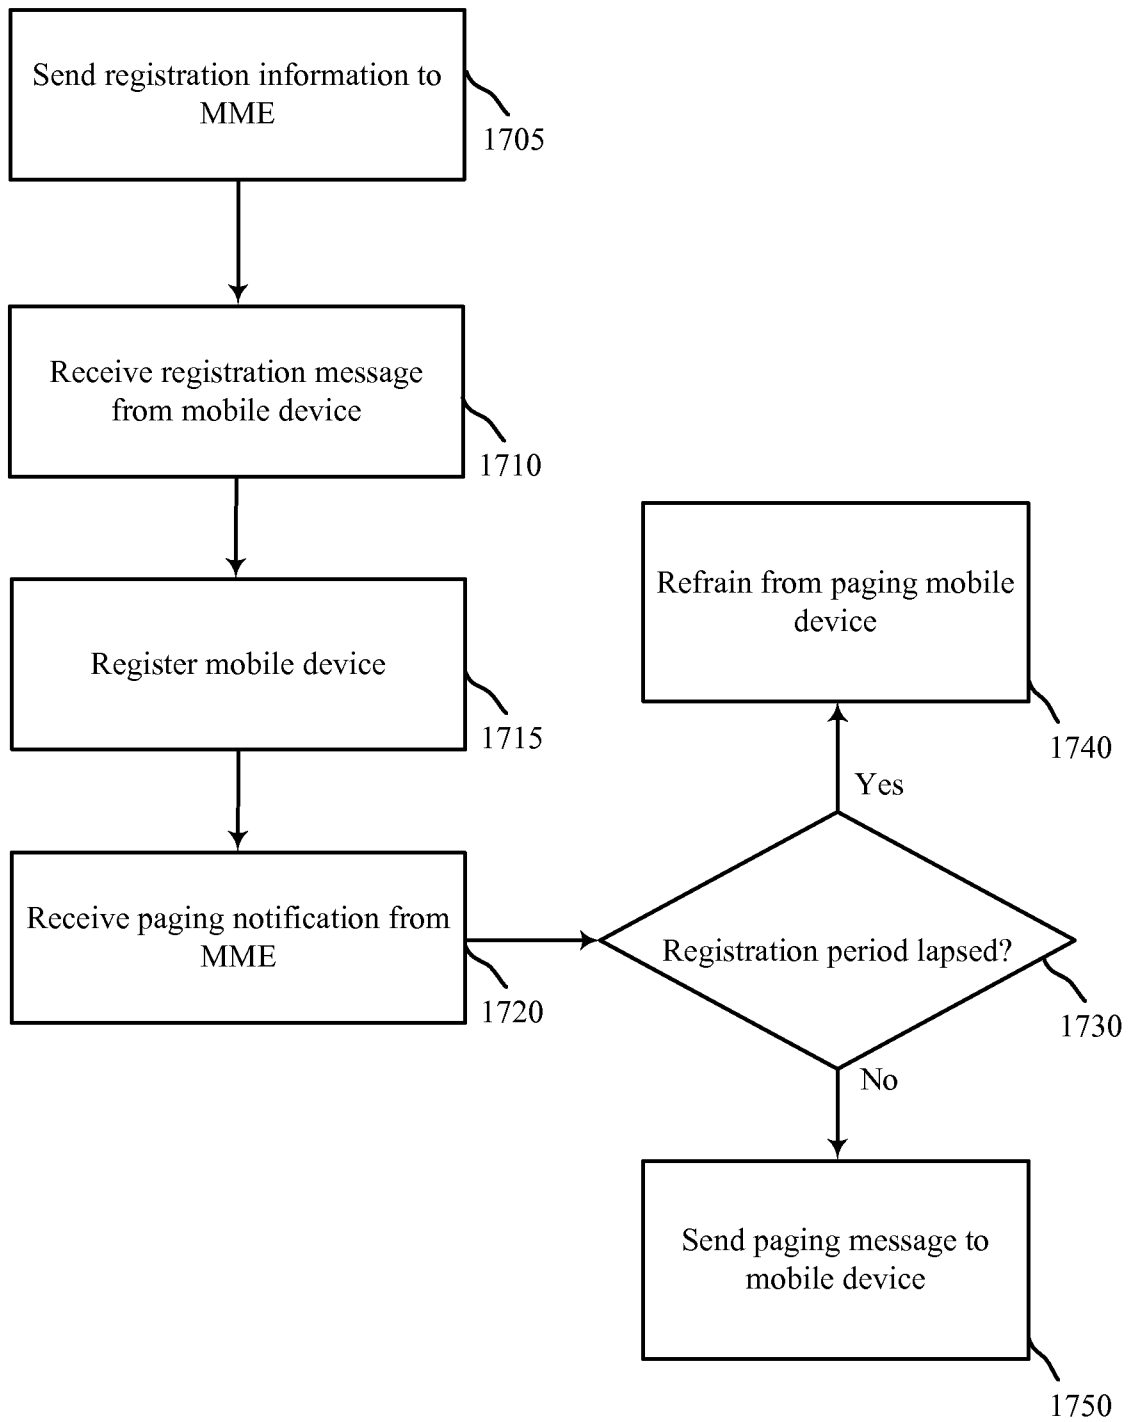 Send registration information to
MME
1705
Receive registration message
from mobile device
1710
Register mobile device
1715
Receive paging notification from
MME
1720
Refrain from paging mobile
device
1740
Yes
Registration period lapsed?
1730
No
Send paging message to
mobile device
1750